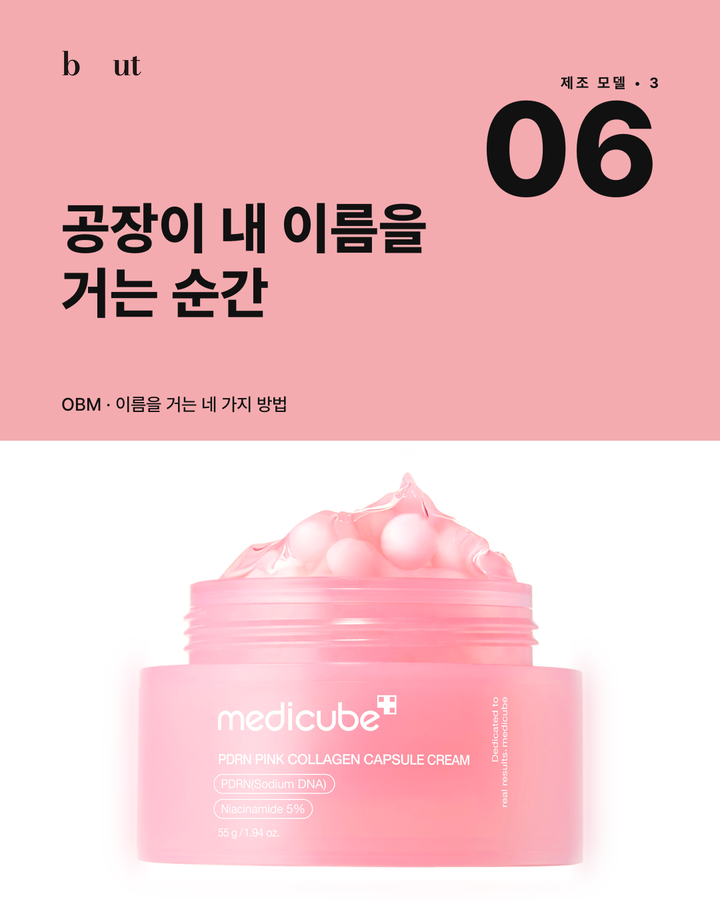 b ut
제조 모델 • 3
06
공장이 내 이름을
거는 순간
OBM · 이름을 거는 네 가지 방법
medicube
PDRN PINK COLLAGEN CAPSULE CREAM
PDRN(Sodium DNA)
Niacinamide 5%
55 g / 1.94 oz.
Dedicated to
real results. medicube